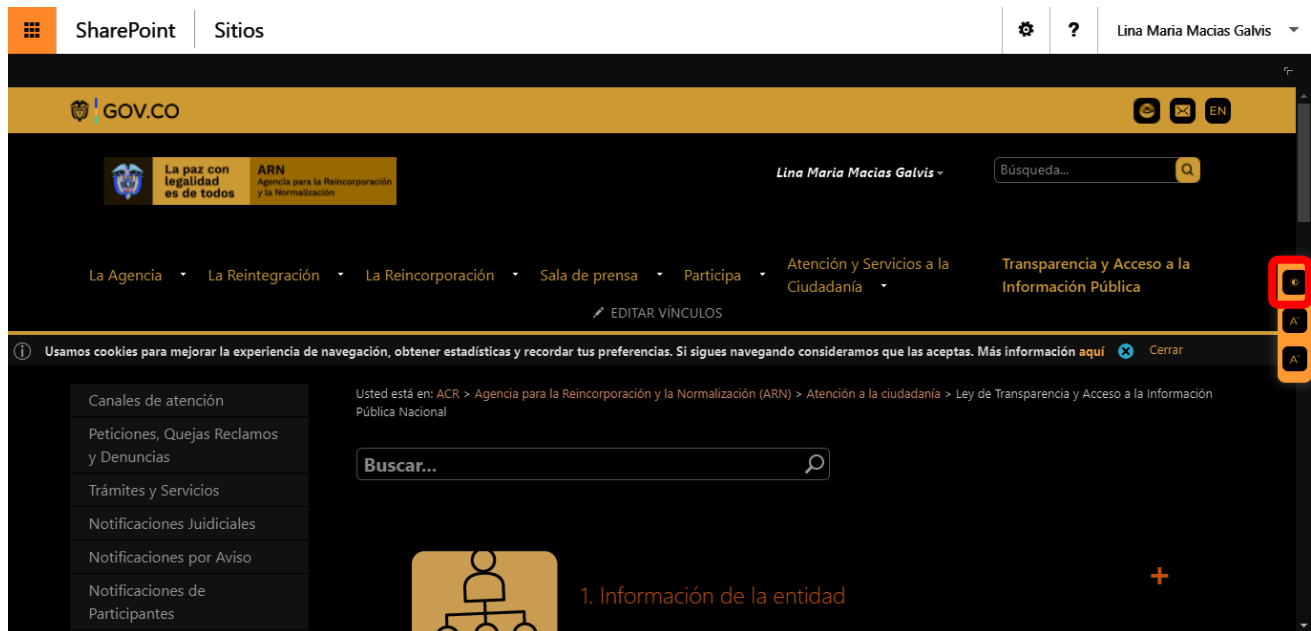 SharePoint Sitios ? Lina Maria Macias Galvis
GOV.CO EN
La paz con
legalidad
es de todos
ARN
Agencia para la Reincorporación
y la Normalización
Lina Maria Macias Galvis
Búsqueda...
La Agencia La Reintegración La Reincorporación Sala de prensa Participa
Atención y Servicios a la
Ciudadanía
Transparencia y Acceso a la
Información Pública
EDITAR VÍNCULOS
Usamos cookies para mejorar la experiencia de navegación, obtener estadísticas y recordar tus preferencias. Si sigues navegando consideramos que las aceptas. Más información aquí Cerrar
A-
A+
Canales de atención
Peticiones, Quejas Reclamos
y Denuncias
Trámites y Servicios
Notificaciones Juidiciales
Notificaciones por Aviso
Notificaciones de
Participantes
Usted está en: ACR > Agencia para la Reincorporación y la Normalización (ARN) > Atención a la ciudadanía > Ley de Transparencia y Acceso a la Información
Pública Nacional
Buscar...
1. Información de la entidad +